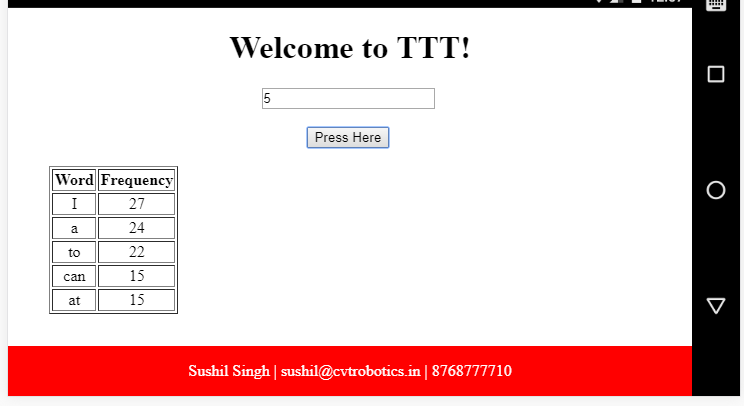 Welcome to TTT!
5
Press Here
Word Frequency
I 27
a 24
to 22
can 15
at 15
Sushil Singh | sushil@cvtrobotics.in | 8768777710